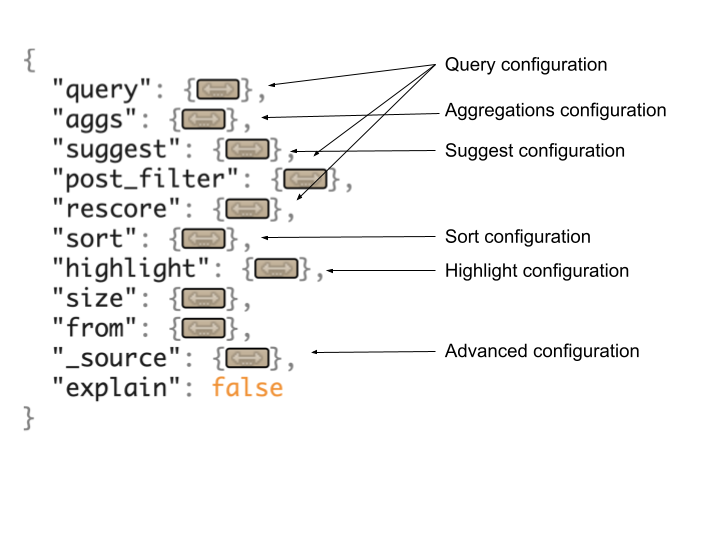 {
"query": {},
"aggs": {},
"suggest": {},
"post_filter": {},
"rescore": {},
"sort": {},
"highlight": {},
"size": {},
"from": {},
"_source": {},
"explain": false
}
Query configuration
Aggregations configuration
Suggest configuration
Sort configuration
Highlight configuration
Advanced configuration